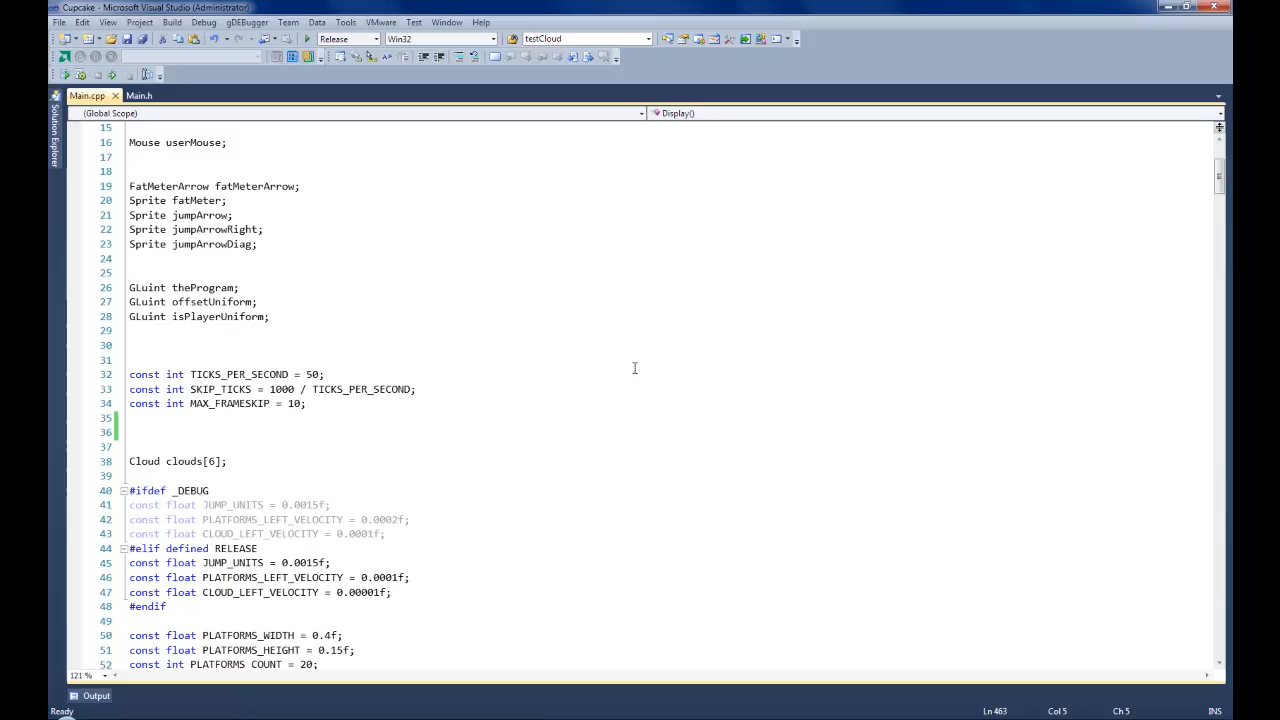 Cupcake - Microsoft Visual Studio (Administrator)
File Edit View Project Build Debug gDEBugger Team Data Tools VMware Test Window Help
Release Win32 testCloud
Main.cpp Main.h
(Global Scope) Display()
Solution Explorer
15
16 Mouse userMouse;
17
18
19 FatMeterArrow fatMeterArrow;
20 Sprite fatMeter;
21 Sprite jumpArrow;
22 Sprite jumpArrowRight;
23 Sprite jumpArrowDiag;
24
25
26 GLuint theProgram;
27 GLuint offsetUniform;
28 GLuint isPlayerUniform;
29
30
31
32 const int TICKS_PER_SECOND = 50;
33 const int SKIP_TICKS = 1000 / TICKS_PER_SECOND;
34 const int MAX_FRAMESKIP = 10;
35
36
37
38 Cloud clouds[6];
39
40 #ifdef _DEBUG
41 const float JUMP_UNITS = 0.0015f;
42 const float PLATFORMS_LEFT_VELOCITY = 0.0002f;
43 const float CLOUD_LEFT_VELOCITY = 0.0001f;
44 #elif defined RELEASE
45 const float JUMP_UNITS = 0.0015f;
46 const float PLATFORMS_LEFT_VELOCITY = 0.0001f;
47 const float CLOUD_LEFT_VELOCITY = 0.00001f;
48 #endif
49
50 const float PLATFORMS_WIDTH = 0.4f;
51 const float PLATFORMS_HEIGHT = 0.15f;
52 const int PLATFORMS_COUNT = 20;
121 %
Output
Ready Ln 463 Col 5 Ch 5 INS